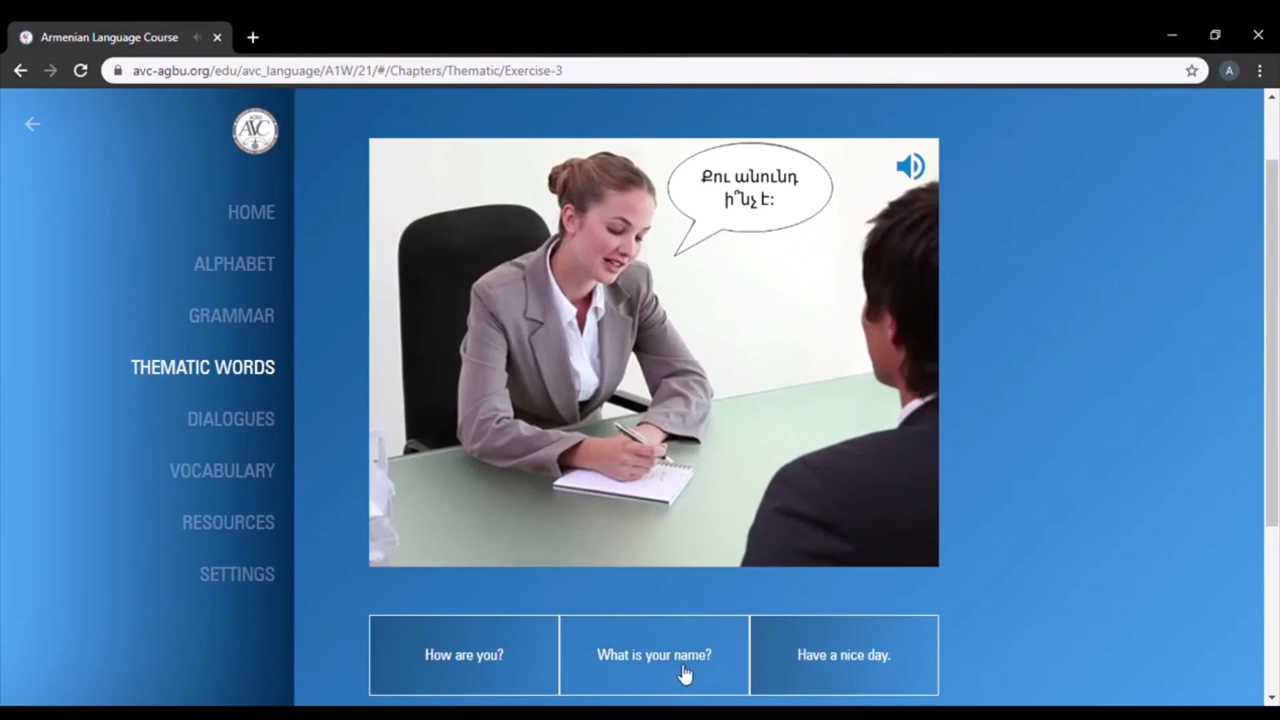 Armenian Language Course
avc-agbu.org/edu/avc_language/A1W/21/#/Chapters/Thematic/Exercise-3
A
AVC
HOME
ALPHABET
GRAMMAR
THEMATIC WORDS
DIALOGUES
VOCABULARY
RESOURCES
SETTINGS
Քու անունդ
ի՞նչ է:
How are you?
What is your name?
Have a nice day.